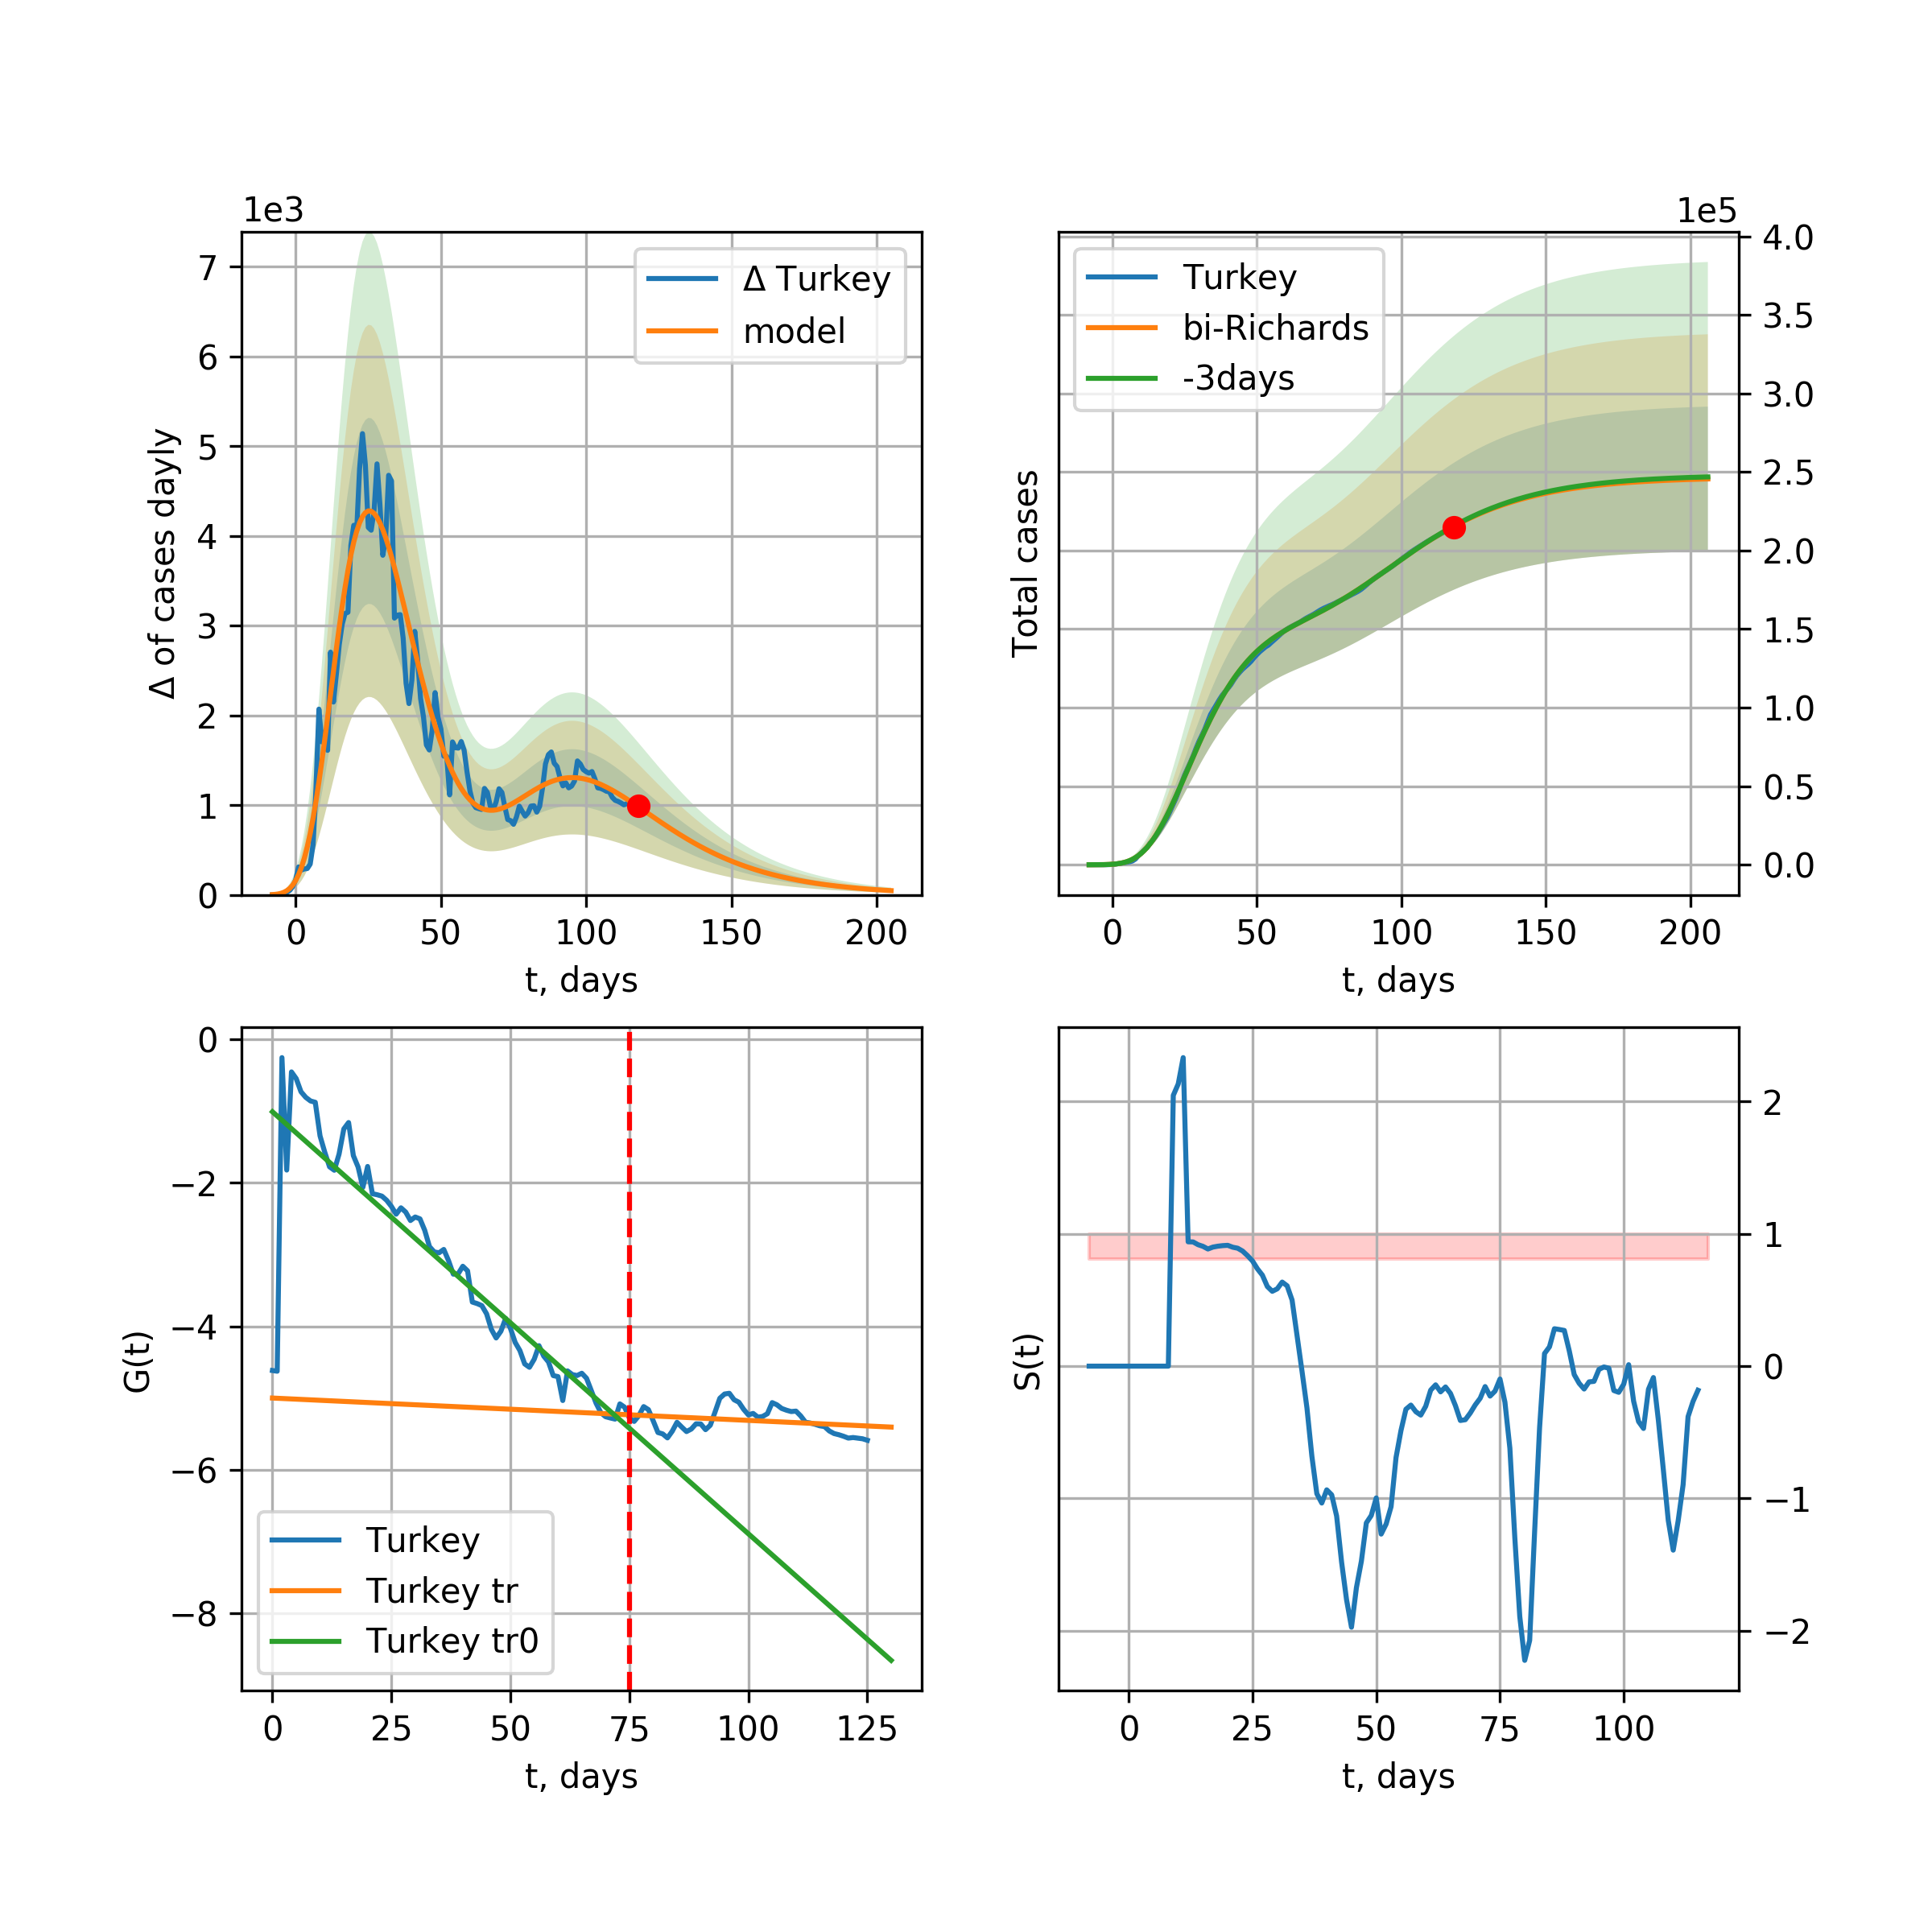 1e3
7
6
5
4
3
2
1
0
Δ of cases dayly
Δ Turkey
model
0 50 100 150 200
t, days
1e5
4.0
3.5
3.0
2.5
2.0
1.5
1.0
0.5
0.0
Total cases
Turkey
bi-Richards
-3days
0 50 100 150 200
t, days
0
−2
−4
−6
−8
G(t)
Turkey
Turkey tr
Turkey tr0
0 25 50 75 100 125
t, days
S(t)
2
1
0
−1
−2
0 25 50 75 100
t, days